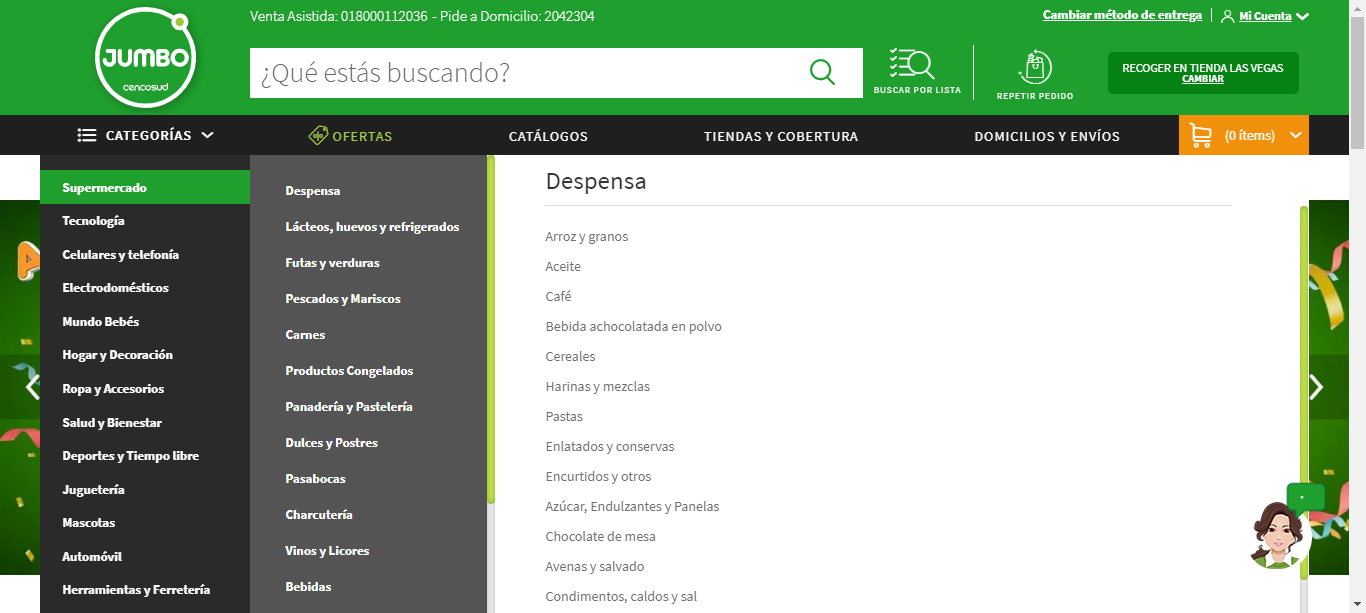 Venta Asistida: 018000112036 - Pide a Domicilio: 2042304
Cambiar método de entrega
Mi Cuenta
JUMBO
cencosud
¿Qué estás buscando?
BUSCAR POR LISTA
REPETIR PEDIDO
RECOGER EN TIENDA LAS VEGAS
CAMBIAR
CATEGORÍAS
OFERTAS
CATÁLOGOS
TIENDAS Y COBERTURA
DOMICILIOS Y ENVÍOS
(0 ítems)
Supermercado
Tecnología
Celulares y telefonía
Electrodomésticos
Mundo Bebés
Hogar y Decoración
Ropa y Accesorios
Salud y Bienestar
Deportes y Tiempo libre
Juguetería
Mascotas
Automóvil
Herramientas y Ferretería
Despensa
Lácteos, huevos y refrigerados
Futas y verduras
Pescados y Mariscos
Carnes
Productos Congelados
Panadería y Pastelería
Dulces y Postres
Pasabocas
Charcutería
Vinos y Licores
Bebidas
Despensa
Arroz y granos
Aceite
Café
Bebida achocolatada en polvo
Cereales
Harinas y mezclas
Pastas
Enlatados y conservas
Encurtidos y otros
Azúcar, Endulzantes y Panelas
Chocolate de mesa
Avenas y salvado
Condimentos, caldos y sal